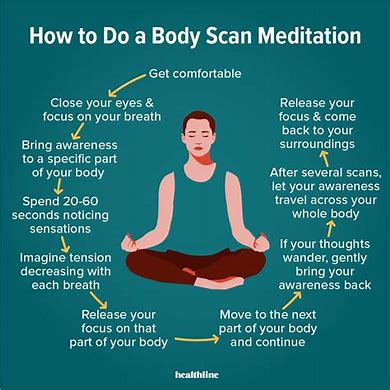 How to Do a Body Scan Meditation
Get comfortable
Close your eyes &
focus on your breath
Bring awareness
to a specific part
of your body
Spend 20-60
seconds noticing
sensations
Imagine tension
decreasing with
each breath
Release your
focus on that
part of your body
Move to the next
part of your body
and continue
If your thoughts
wander, gently
bring your
awareness back
After several scans,
let your awareness
travel across your
whole body
Release your
focus & come
back to your
surroundings
healthline